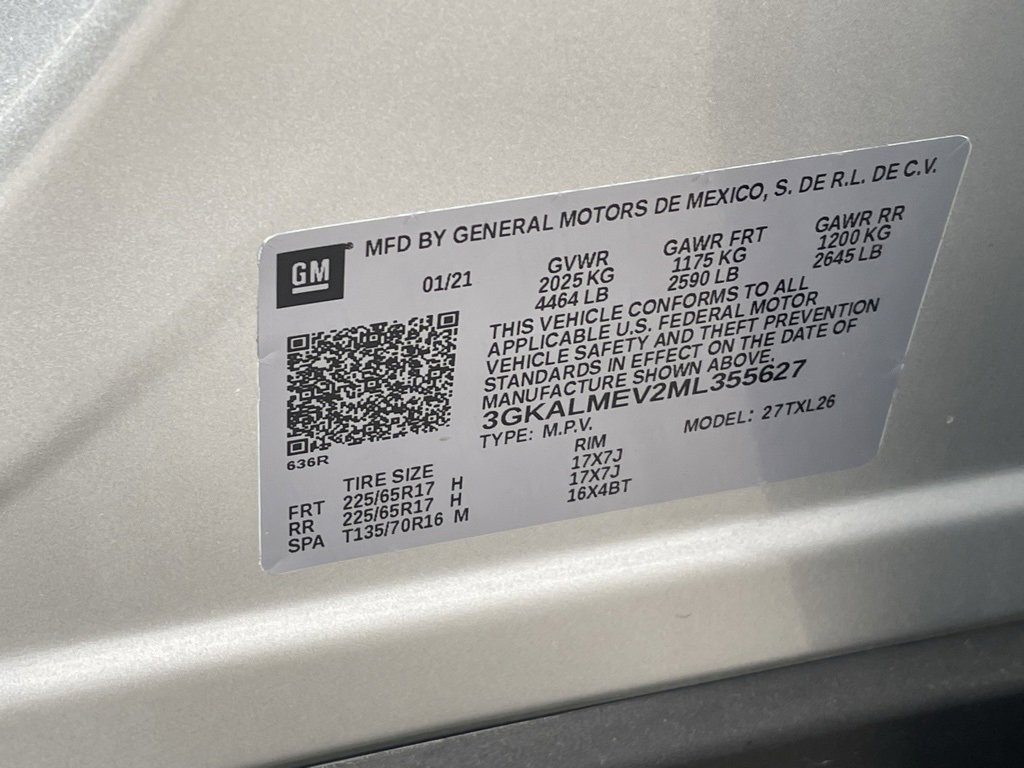 MFD BY GENERAL MOTORS DE MEXICO, S. DE R.L. DE C.V.
GM
01/21
GVWR GAWR FRT GAWR RR
2025 KG 1175 KG 1200 KG
4464 LB 2590 LB 2645 LB
THIS VEHICLE CONFORMS TO ALL
APPLICABLE U.S. FEDERAL MOTOR
VEHICLE SAFETY AND THEFT PREVENTION
STANDARDS IN EFFECT ON THE DATE OF
MANUFACTURE SHOWN ABOVE.
3GKALMEV2ML355627
TYPE: M.P.V. MODEL: 27TXL26
636R
TIRE SIZE RIM
FRT 225/65R17 H 17X7J
RR 225/65R17 H 17X7J
SPA T135/70R16 M 16X4BT